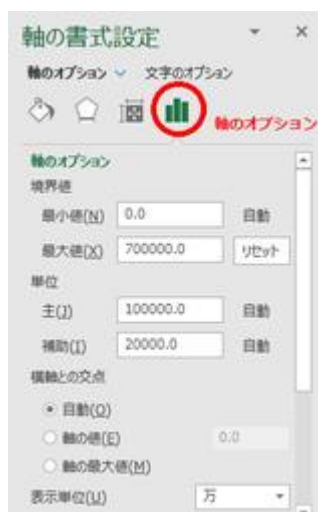 軸の書式設定
軸のオプション 文字のオプション
軸のオプション
軸のオプション
境界値
最小値(N) 0.0 自動
最大値(X) 700000.0 リセット
単位
主(J) 100000.0 自動
補助(I) 20000.0 自動
横軸との交点
自動(O)
軸の値(E) 0.0
軸の最大値(M)
表示単位(U) 万